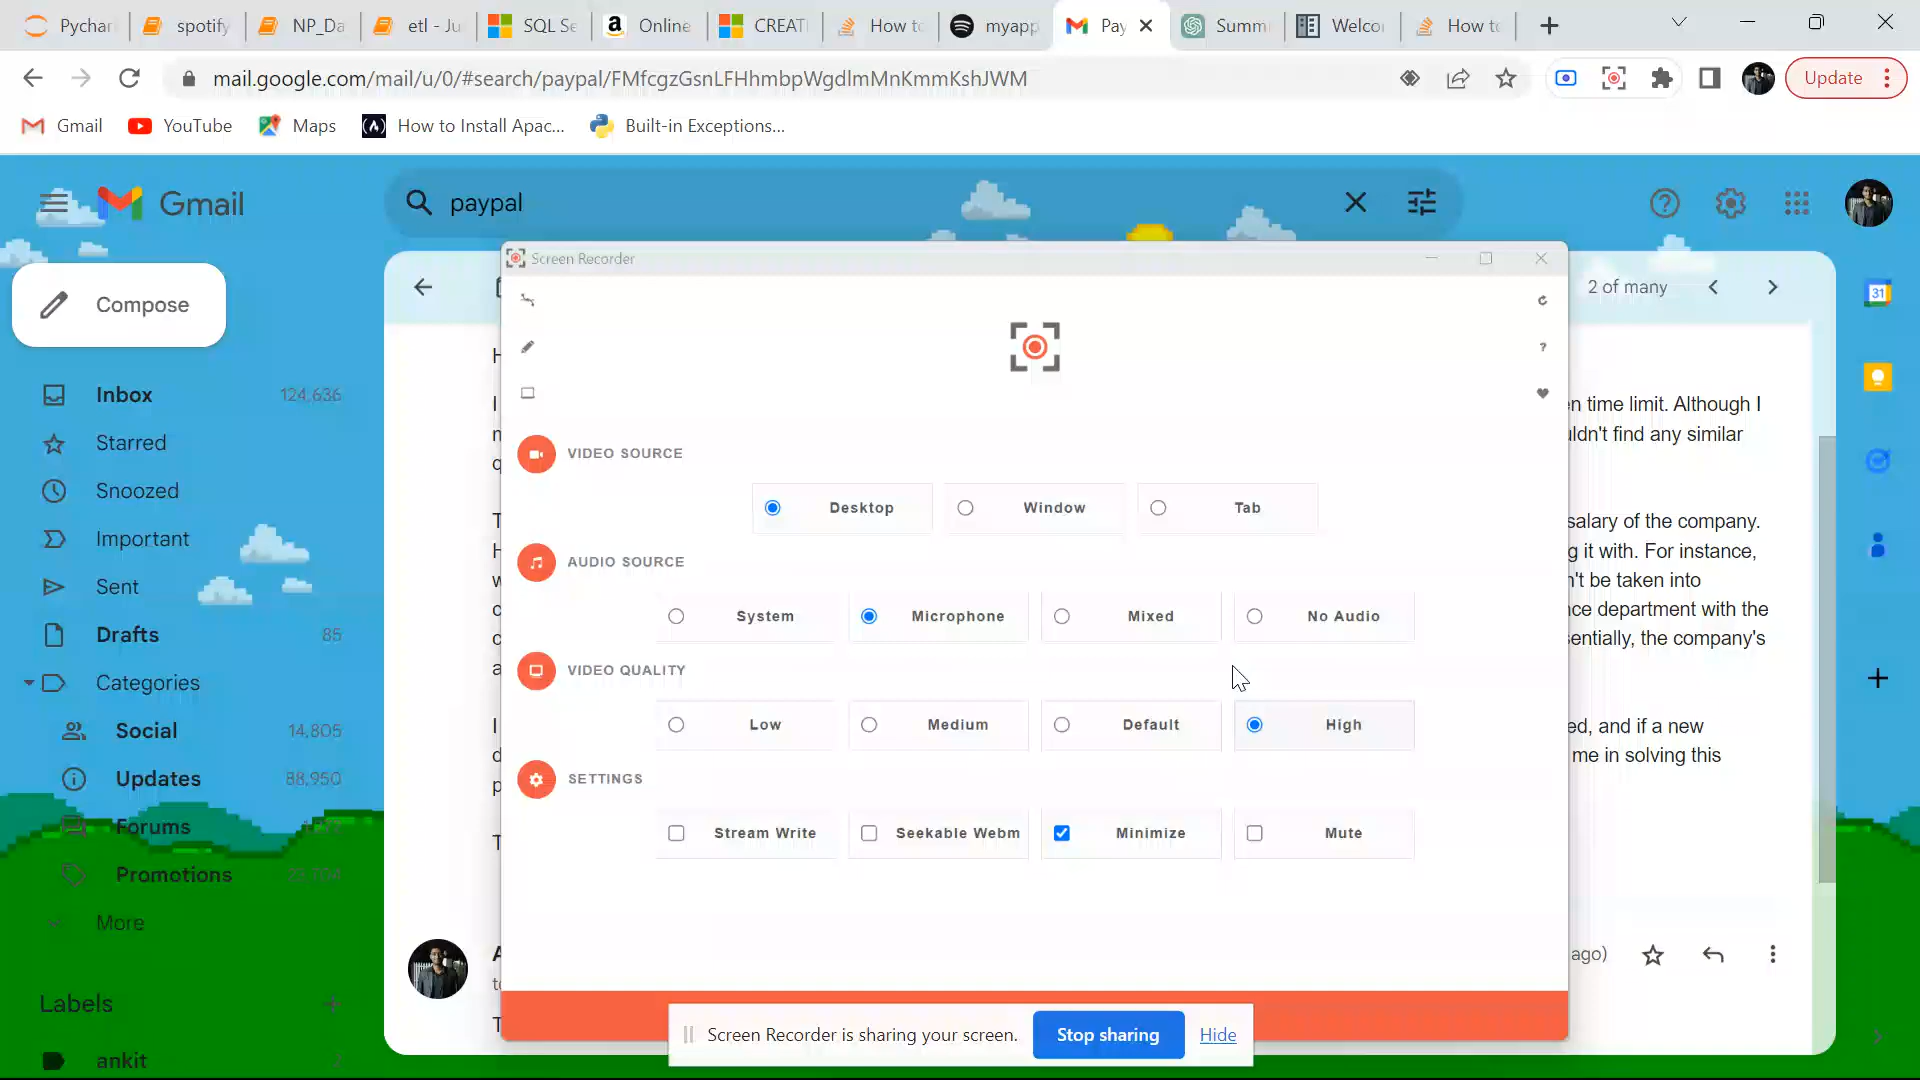 Pychar
spotify
NP_Da
etl - Ju
SQL Se
Online
CREAT
How to
myapp
Pay
Summ
Welco
How to
mail.google.com/mail/u/0/#search/paypal/FMfcgzGsnLFHhmbpWgdlmMnKmmKshJWM
Update
Gmail
YouTube
Maps
How to Install Apac...
Built-in Exceptions...
Gmail
paypal
Compose
Screen Recorder
2 of many
31
Inbox 124,636
Starred
Snoozed
Important
Sent
Drafts 85
Categories
Social 14,805
Updates 88,950
Forums
Promotions
More
Labels
ankit
VIDEO SOURCE
Desktop
Window
Tab
AUDIO SOURCE
System
Microphone
Mixed
No Audio
VIDEO QUALITY
Low
Medium
Default
High
SETTINGS
Stream Write
Seekable Webm
Minimize
Mute
n time limit. Although I
ldn't find any similar
salary of the company.
g it with. For instance,
n't be taken into
ce department with the
entially, the company's
ed, and if a new
me in solving this
ago)
Screen Recorder is sharing your screen.
Stop sharing
Hide